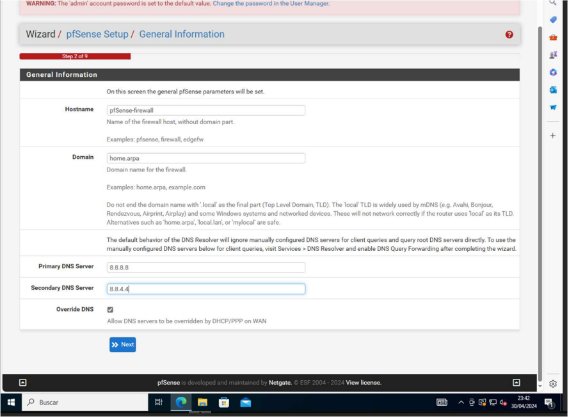 WARNING: The 'admin' account password is set to the default value. Change the password in the User Manager.
Wizard / pfSense Setup / General Information
Step 2 of 9
General Information
On this screen the general pfSense parameters will be set.
Hostname
pfSense-firewall
Name of the firewall host, without domain part.
Examples: pfsense, firewall, edgefw
Domain
home.arpa
Domain name for the firewall.
Examples: home.arpa, example.com
Do not end the domain name with '.local' as the final part (Top Level Domain, TLD). The 'local' TLD is widely used by mDNS (e.g. Avahi, Bonjour,
Rendezvous, Airprint, Airplay) and some Windows systems and networked devices. These will not network correctly if the router uses 'local' as its TLD.
Alternatives such as 'home.arpa', 'local.lan', or 'mylocal' are safe.
The default behavior of the DNS Resolver will ignore manually configured DNS servers for client queries and query root DNS servers directly. To use the
manually configured DNS servers below for client queries, visit Services > DNS Resolver and enable DNS Query Forwarding after completing the wizard.
Primary DNS Server
8.8.8.8
Secondary DNS Server
8.8.4.4
Override DNS
Allow DNS servers to be overridden by DHCP/PPP on WAN
>> Next
pfSense is developed and maintained by Netgate. © ESF 2004 - 2024 View license.
Buscar
23:42
30/04/2024